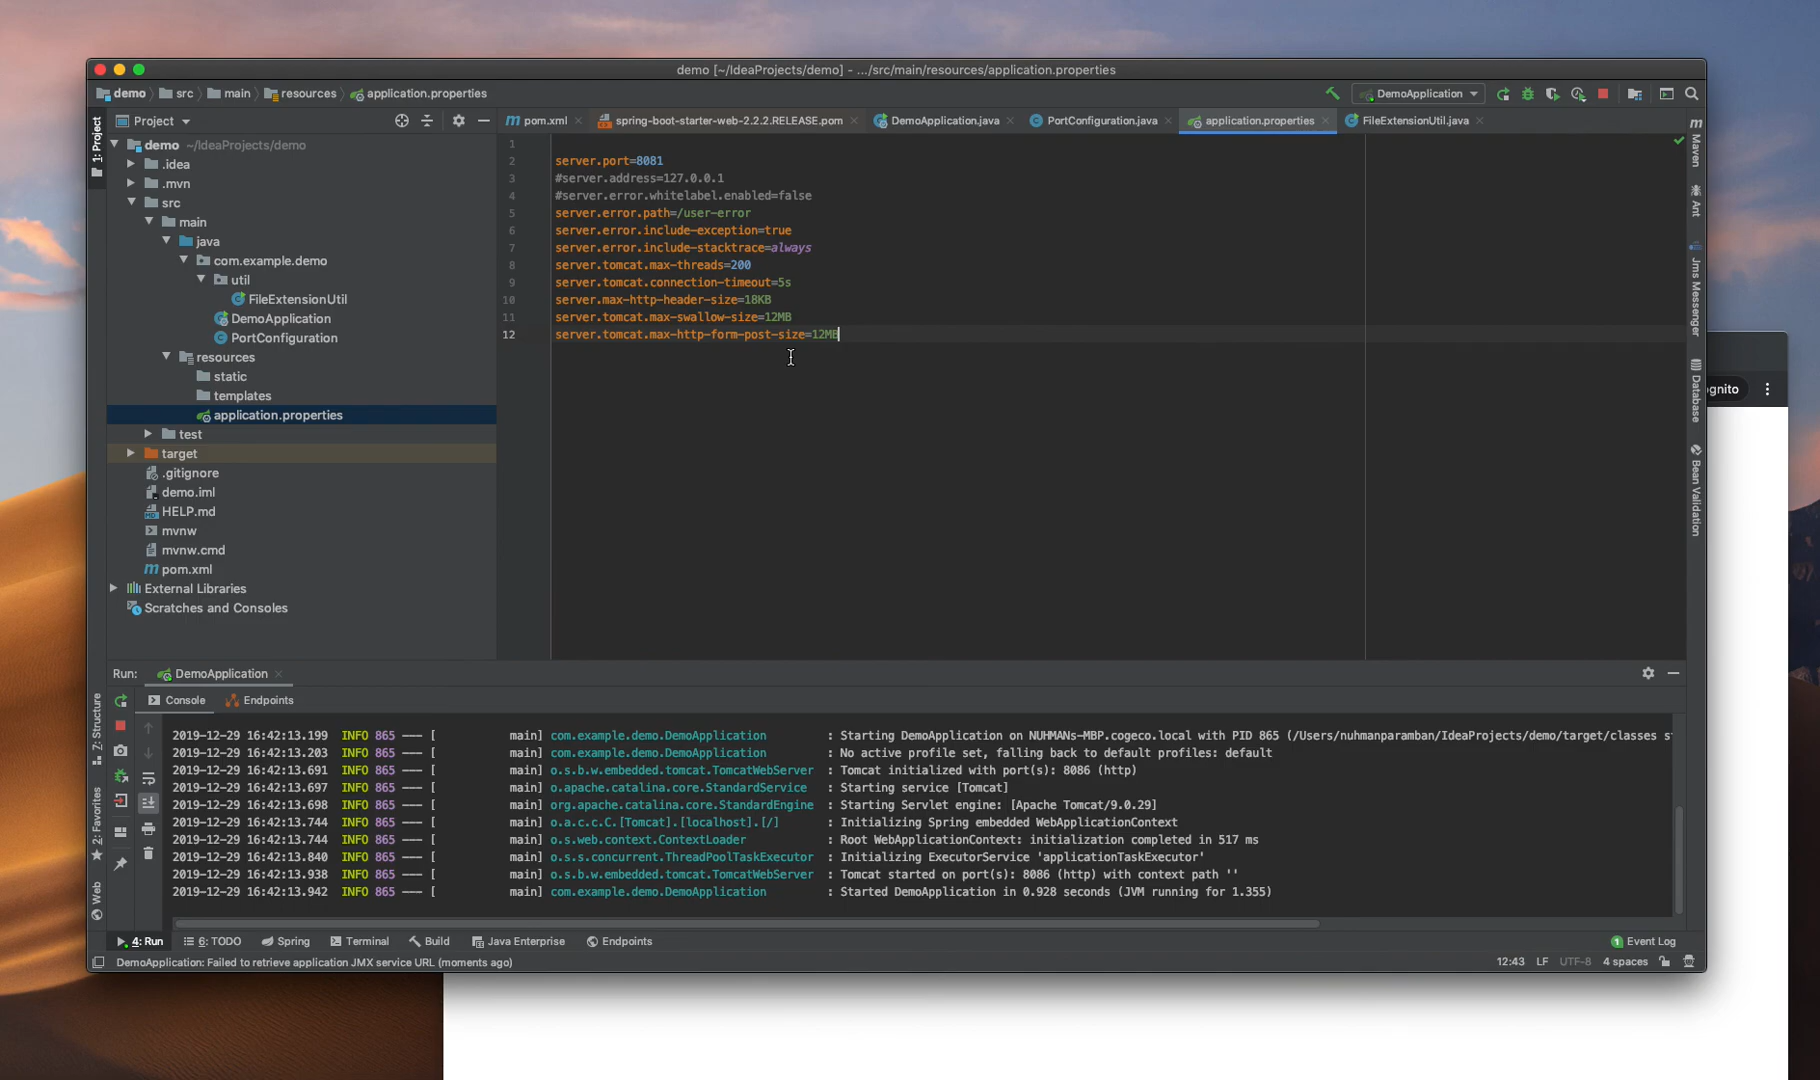 demo [~/IdeaProjects/demo] - .../src/main/resources/application.properties
demo src main resources application.properties DemoApplication
1: Project
Project
pom.xml spring-boot-starter-web-2.2.2.RELEASE.pom DemoApplication.java PortConfiguration.java application.properties FileExtensionUtil.java
demo ~/IdeaProjects/demo
.idea
.mvn
src
main
java
com.example.demo
util
FileExtensionUtil
DemoApplication
PortConfiguration
resources
static
templates
application.properties
test
target
.gitignore
demo.iml
HELP.md
mvnw
mvnw.cmd
pom.xml
External Libraries
Scratches and Consoles
1
2 server.port=8081
3 #server.address=127.0.0.1
4 #server.error.whitelabel.enabled=false
5 server.error.path=/user-error
6 server.error.include-exception=true
7 server.error.include-stacktrace=always
8 server.tomcat.max-threads=200
9 server.tomcat.connection-timeout=5s
10 server.max-http-header-size=18KB
11 server.tomcat.max-swallow-size=12MB
12 server.tomcat.max-http-form-post-size=12MB
Maven
Ant
Jms Messenger
Database
Bean Validation
gnito
Run: DemoApplication
Console Endpoints
2019-12-29 16:42:13.199 INFO 865 --- [ main] com.example.demo.DemoApplication : Starting DemoApplication on NUHMANs-MBP.cogeco.local with PID 865 (/Users/nuhmanparamban/IdeaProjects/demo/target/classes st
2019-12-29 16:42:13.203 INFO 865 --- [ main] com.example.demo.DemoApplication : No active profile set, falling back to default profiles: default
2019-12-29 16:42:13.691 INFO 865 --- [ main] o.s.b.w.embedded.tomcat.TomcatWebServer : Tomcat initialized with port(s): 8086 (http)
2019-12-29 16:42:13.697 INFO 865 --- [ main] o.apache.catalina.core.StandardService : Starting service [Tomcat]
2019-12-29 16:42:13.698 INFO 865 --- [ main] org.apache.catalina.core.StandardEngine : Starting Servlet engine: [Apache Tomcat/9.0.29]
2019-12-29 16:42:13.744 INFO 865 --- [ main] o.a.c.c.C.[Tomcat].[localhost].[/] : Initializing Spring embedded WebApplicationContext
2019-12-29 16:42:13.744 INFO 865 --- [ main] o.s.web.context.ContextLoader : Root WebApplicationContext: initialization completed in 517 ms
2019-12-29 16:42:13.840 INFO 865 --- [ main] o.s.s.concurrent.ThreadPoolTaskExecutor : Initializing ExecutorService 'applicationTaskExecutor'
2019-12-29 16:42:13.938 INFO 865 --- [ main] o.s.b.w.embedded.tomcat.TomcatWebServer : Tomcat started on port(s): 8086 (http) with context path ''
2019-12-29 16:42:13.942 INFO 865 --- [ main] com.example.demo.DemoApplication : Started DemoApplication in 0.928 seconds (JVM running for 1.355)
Z: Structure
2: Favorites
Web
4: Run 6: TODO Spring Terminal Build Java Enterprise Endpoints 1 Event Log
DemoApplication: Failed to retrieve application JMX service URL (moments ago) 12:43 LF UTF-8 4 spaces